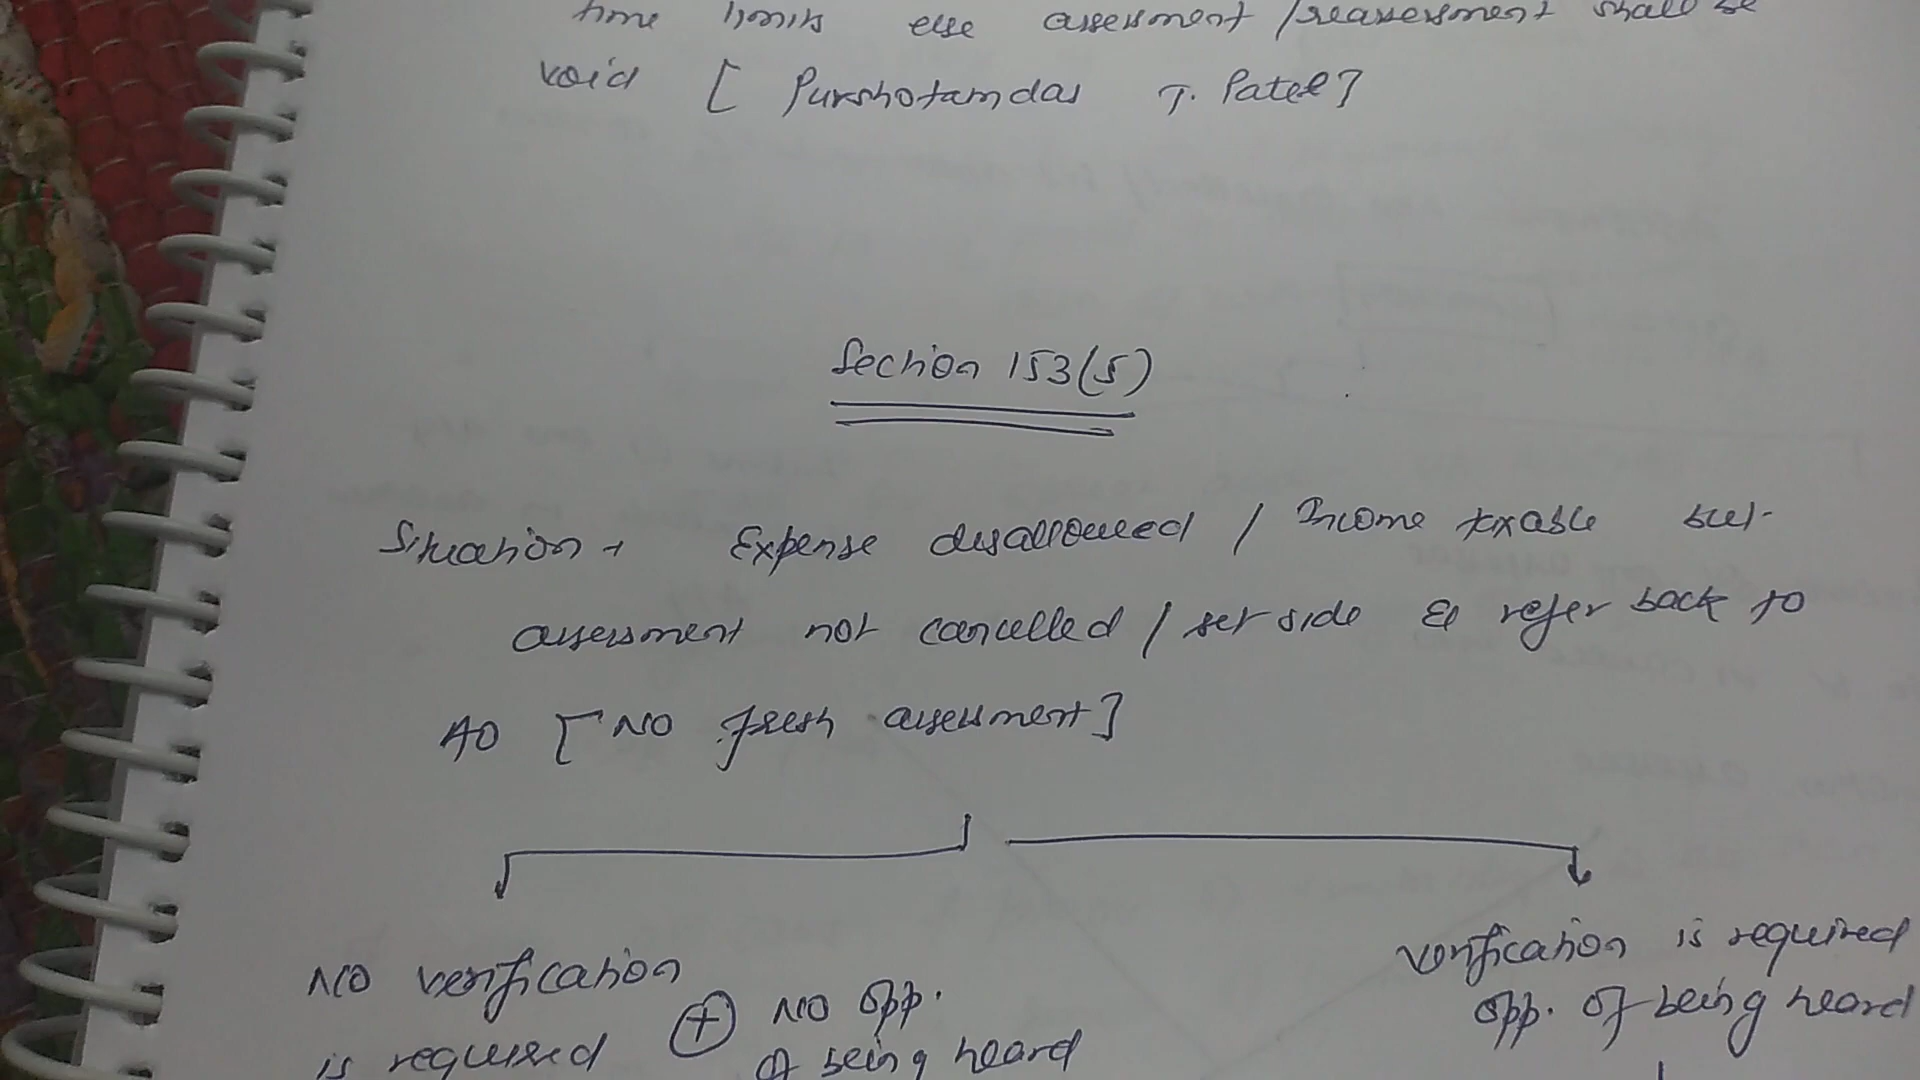 time limits else assessment / reassessment shall be
void [ Purshotamdas T. Patel ]
Section 153(5)
Situation → Expense disallowed / Income taxable but
assessment not cancelled / set side & refer back to
AO [ NO fresh assessment ]
NO verification
is required ⊕ NO opp.
of being heard
verification is required
opp. of being heard